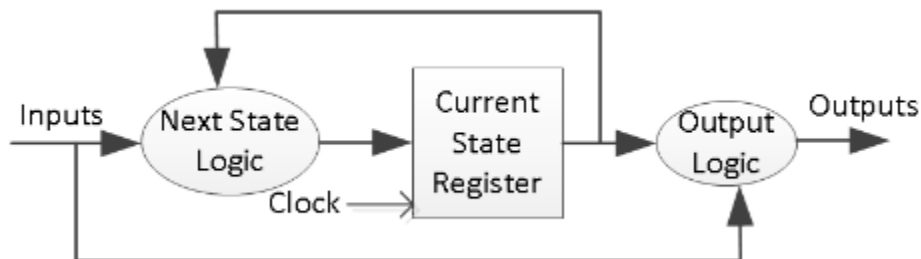 Inputs
Next State
Logic
Current
State
Register
Clock
Output
Logic
Outputs